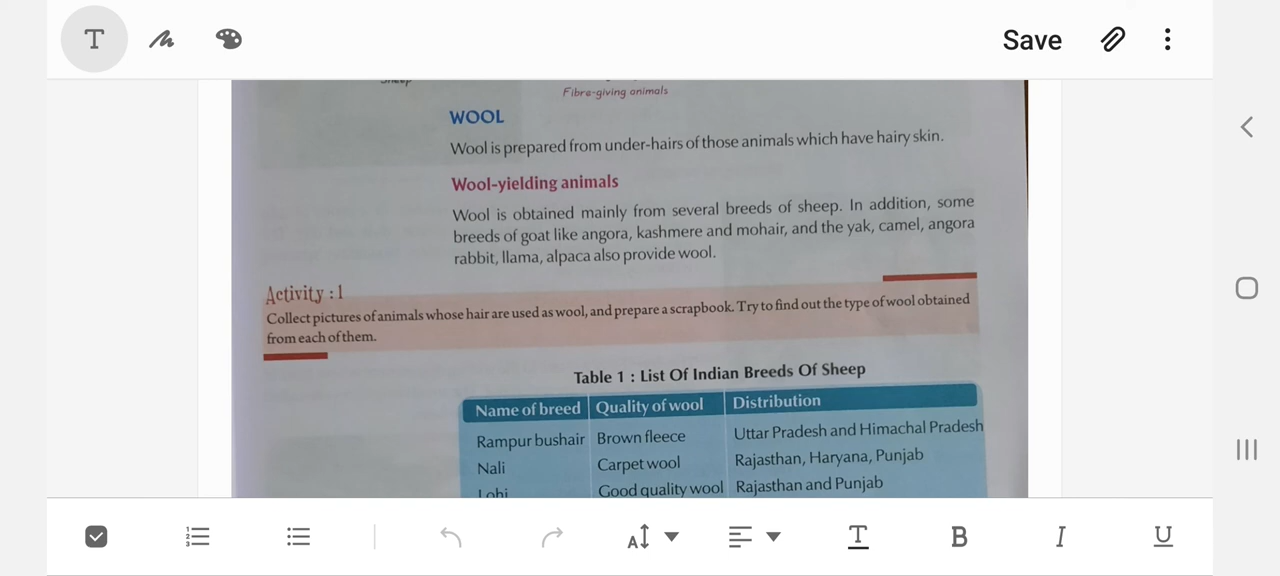 Save
Sheep
Fibre-giving animals
WOOL
Wool is prepared from under-hairs of those animals which have hairy skin.
Wool-yielding animals
Wool is obtained mainly from several breeds of sheep. In addition, some
breeds of goat like angora, kashmere and mohair, and the yak, camel, angora
rabbit, llama, alpaca also provide wool.
Activity : 1
Collect pictures of animals whose hair are used as wool, and prepare a scrapbook. Try to find out the type of wool obtained
from each of them.
Table 1 : List Of Indian Breeds Of Sheep
Name of breed Quality of wool Distribution
Rampur bushair Brown fleece Uttar Pradesh and Himachal Pradesh
Nali Carpet wool Rajasthan, Haryana, Punjab
Lohi Good quality wool Rajasthan and Punjab